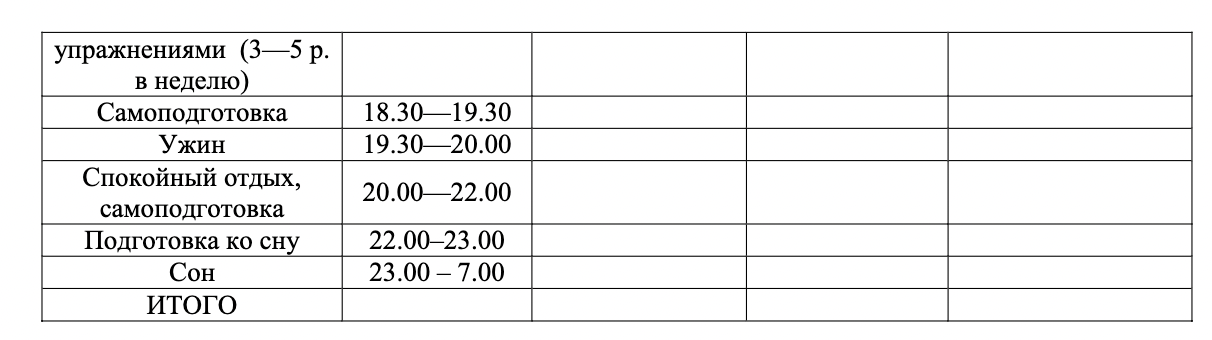 упражнениями (3—5 р.
в неделю)
Самоподготовка 18.30—19.30
Ужин 19.30—20.00
Спокойный отдых,
самоподготовка 20.00—22.00
Подготовка ко сну 22.00–23.00
Сон 23.00 – 7.00
ИТОГО